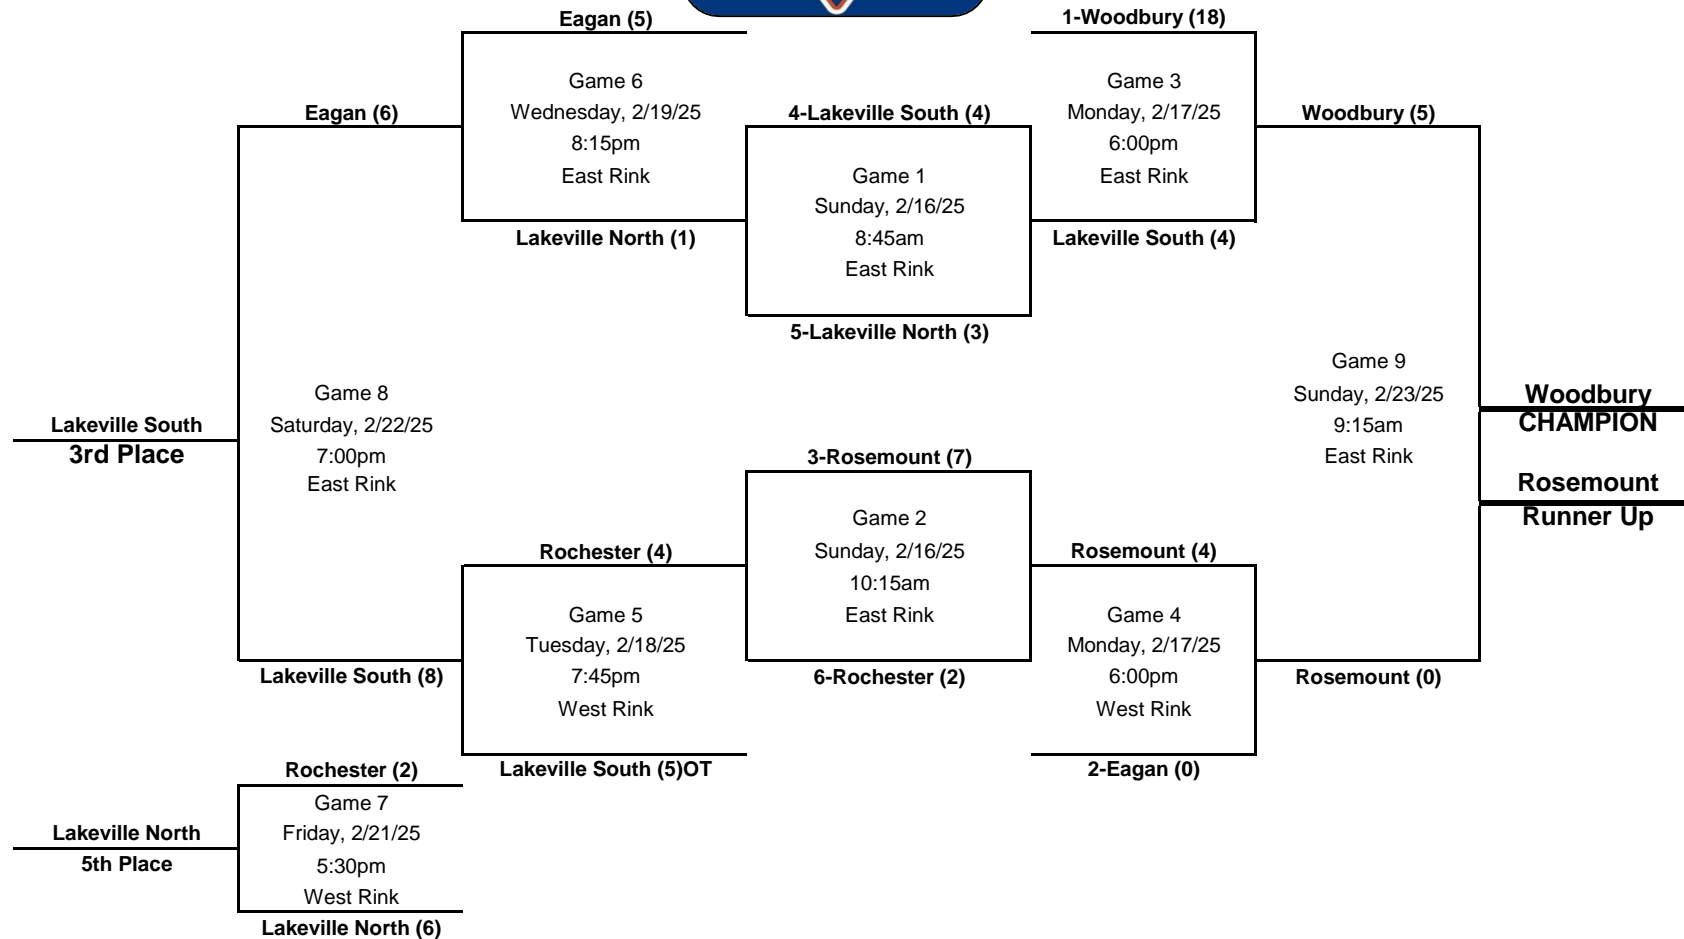 Eagan (5)
1-Woodbury (18)
Game 6
Wednesday, 2/19/25
8:15pm
East Rink
Game 3
Monday, 2/17/25
6:00pm
East Rink
Eagan (6)
4-Lakeville South (4)
Woodbury (5)
Game 1
Sunday, 2/16/25
8:45am
East Rink
Lakeville North (1)
Lakeville South (4)
5-Lakeville North (3)
Game 8
Saturday, 2/22/25
7:00pm
East Rink
Game 9
Sunday, 2/23/25
9:15am
East Rink
Lakeville South
3rd Place
Woodbury
CHAMPION
Rosemount
Runner Up
3-Rosemount (7)
Game 2
Sunday, 2/16/25
10:15am
East Rink
Rochester (4)
Rosemount (4)
Game 5
Tuesday, 2/18/25
7:45pm
West Rink
Game 4
Monday, 2/17/25
6:00pm
West Rink
Lakeville South (8)
6-Rochester (2)
Rosemount (0)
Rochester (2)
Lakeville South (5)OT
2-Eagan (0)
Game 7
Friday, 2/21/25
5:30pm
West Rink
Lakeville North
5th Place
Lakeville North (6)